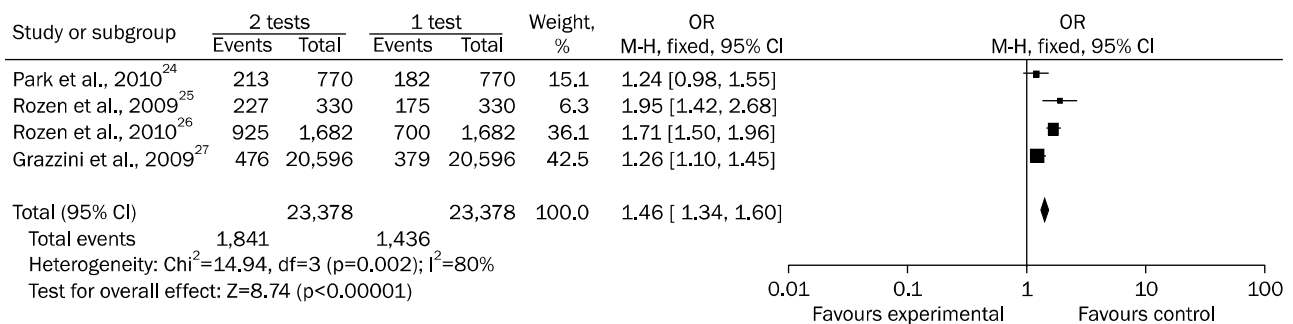 2 tests 1 test Weight, OR OR
Study or subgroup Events Total Events Total % M-H, fixed, 95% CI M-H, fixed, 95% CI
Park et al., 2010²⁴ 213 770 182 770 15.1 1.24 [0.98, 1.55]
Rozen et al., 2009²⁵ 227 330 175 330 6.3 1.95 [1.42, 2.68]
Rozen et al., 2010²⁶ 925 1,682 700 1,682 36.1 1.71 [1.50, 1.96]
Grazzini et al., 2009²⁷ 476 20,596 379 20,596 42.5 1.26 [1.10, 1.45]
Total (95% CI) 23,378 23,378 100.0 1.46 [ 1.34, 1.60]
Total events 1,841 1,436
Heterogeneity: Chi²=14.94, df=3 (p=0.002); I²=80%
Test for overall effect: Z=8.74 (p<0.00001)
0.01 0.1 1 10 100
Favours experimental Favours control